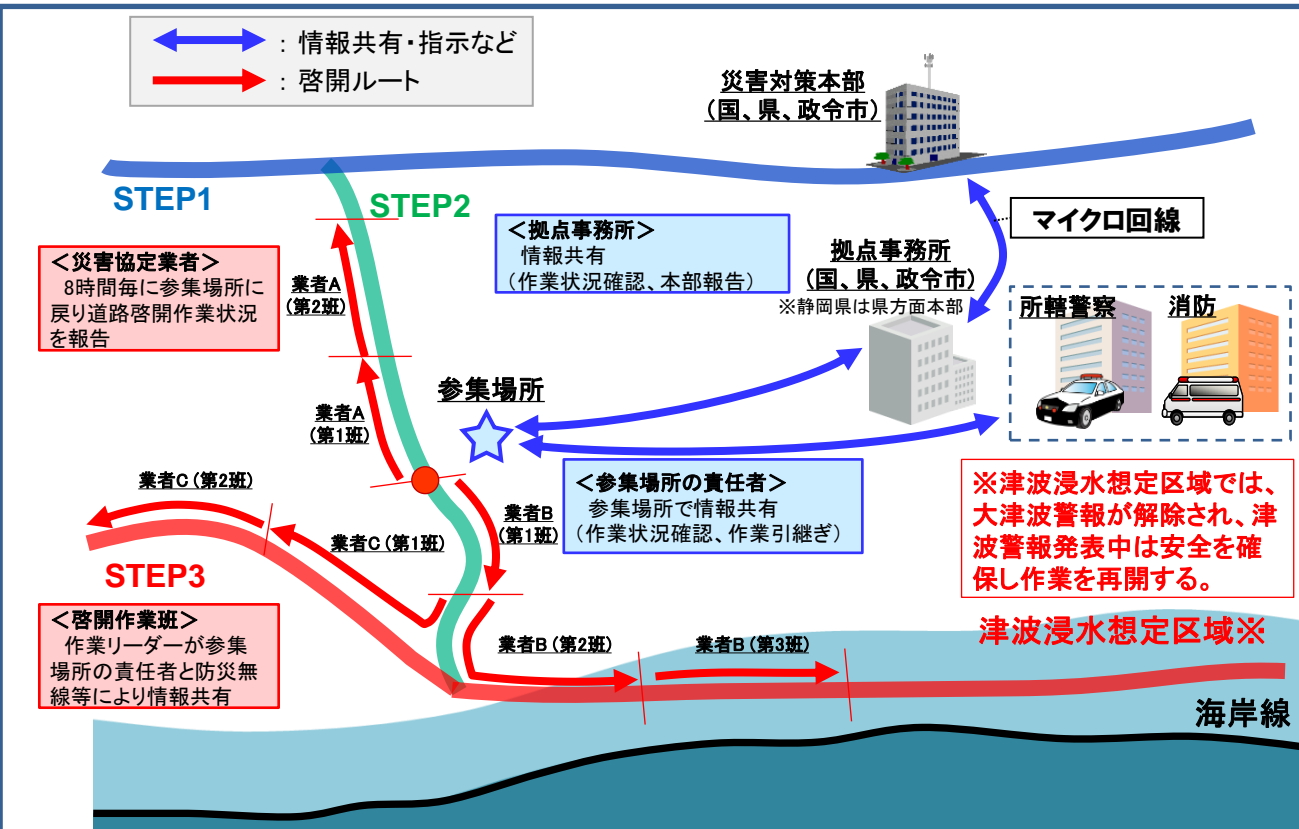 ：情報共有・指示など
：啓開ルート
災害対策本部
（国、県、政令市）
STEP1
STEP2
マイクロ回線
＜拠点事務所＞
情報共有
（作業状況確認、本部報告）
拠点事務所
（国、県、政令市）
※静岡県は県方面本部
＜災害協定業者＞
8時間毎に参集場所に
戻り道路啓開作業状況
を報告
業者A
（第2班）
所轄警察
消防
参集場所
業者A
（第1班）
＜参集場所の責任者＞
参集場所で情報共有
（作業状況確認、作業引継ぎ）
※津波浸水想定区域では、
大津波警報が解除され、津
波警報発表中は安全を確
保し作業を再開する。
業者C（第2班）
業者B
（第1班）
業者C（第1班）
STEP3
＜啓開作業班＞
作業リーダーが参集
場所の責任者と防災無
線等により情報共有
業者B（第2班）
業者B（第3班）
津波浸水想定区域※
海岸線